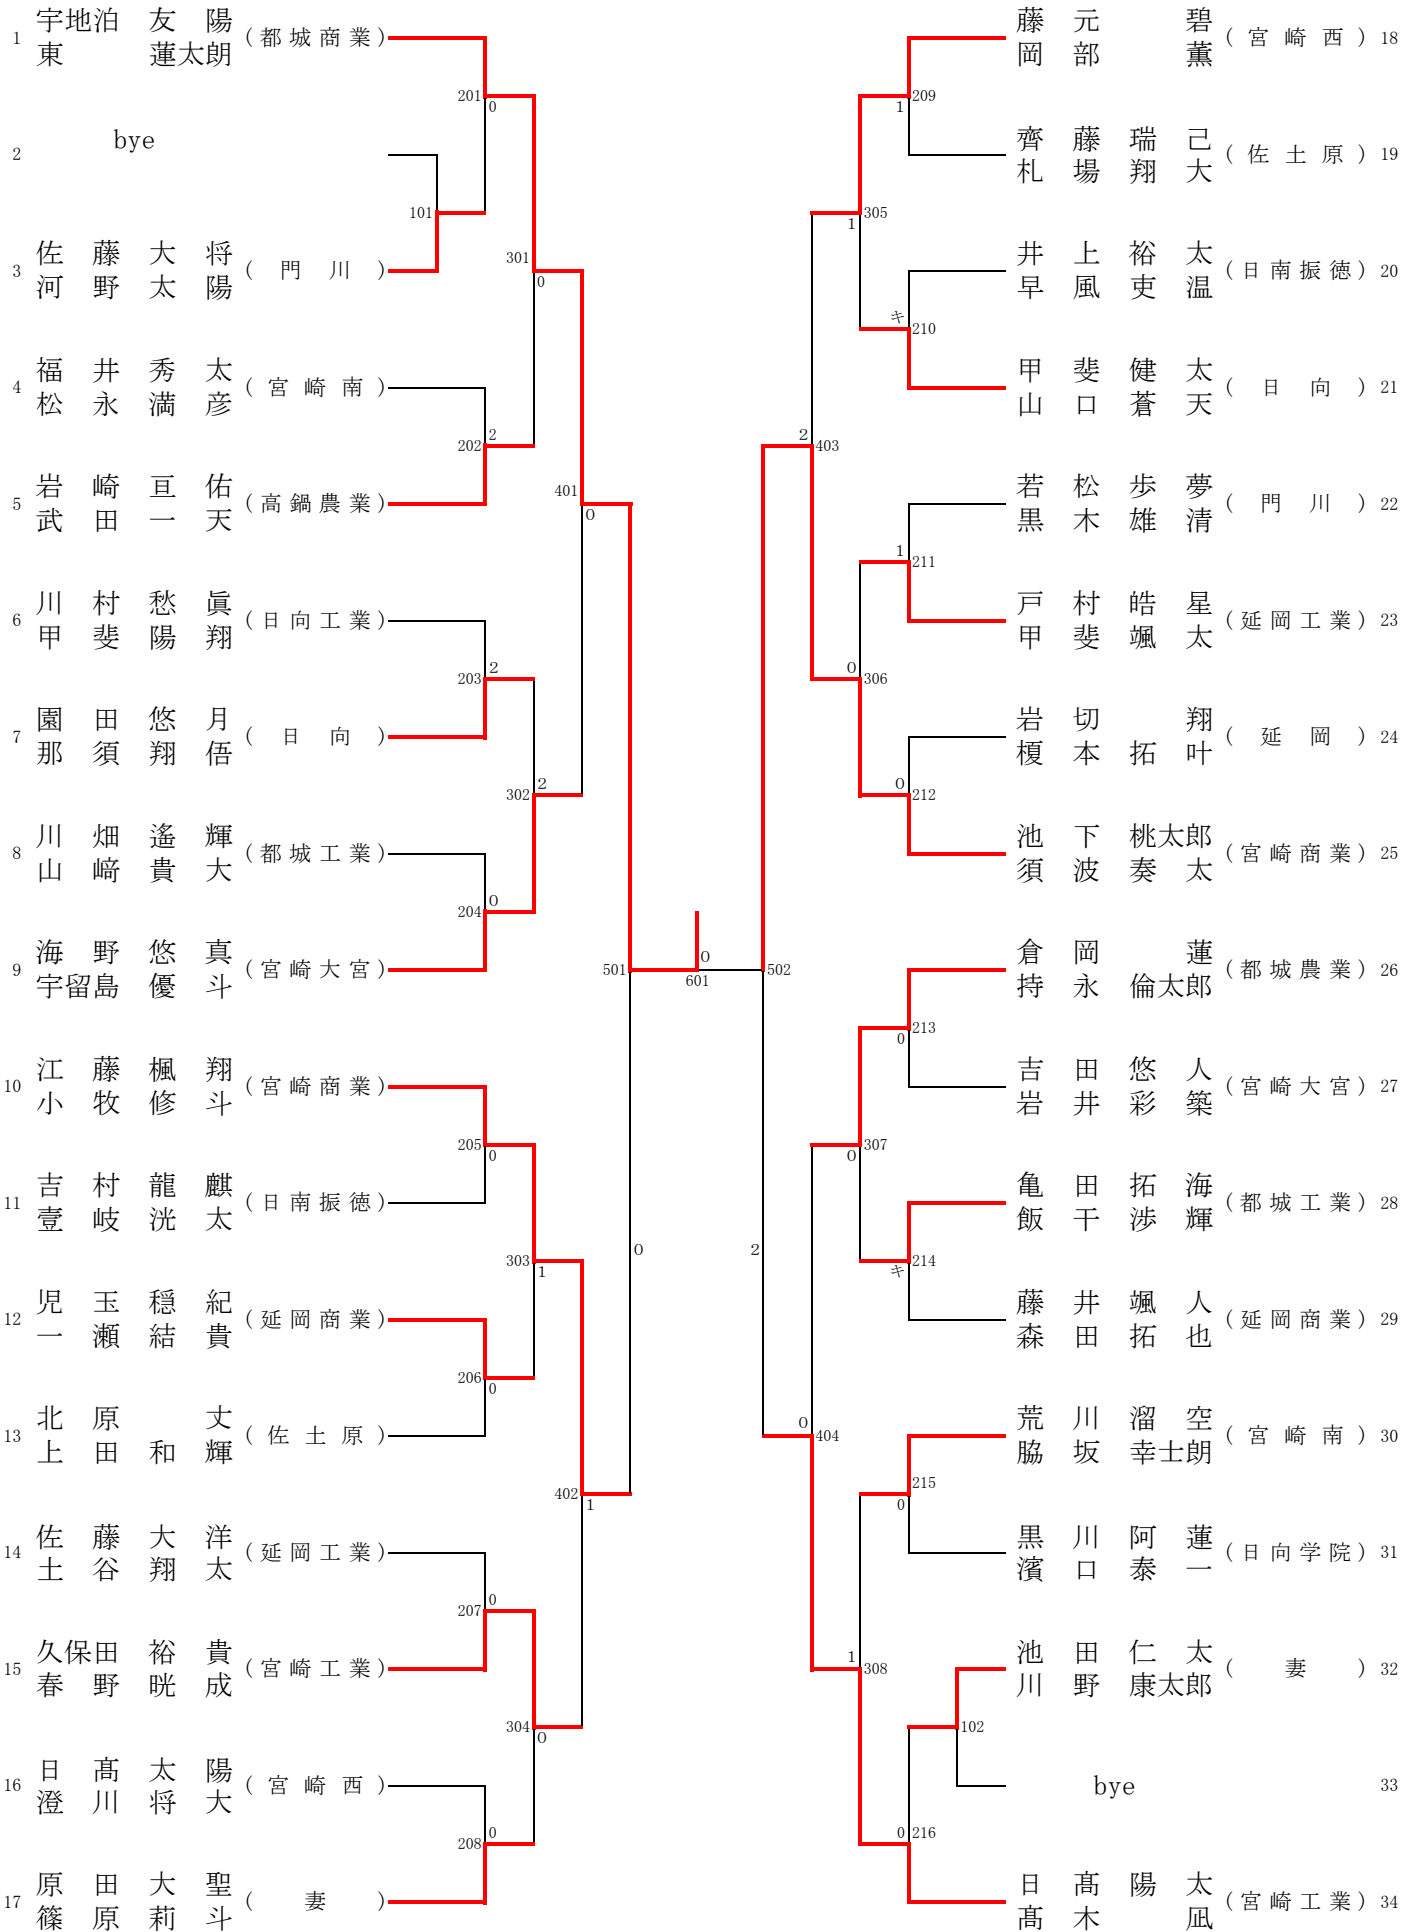 1 宇地泊 友陽 (都城商業)
東 蓮太朗
2 bye
3 佐藤大将 (門川)
河野太陽
4 福井秀太 (宮崎南)
松永満彦
5 岩崎亘佑 (高鍋農業)
武田一天
6 川村愁眞 (日向工業)
甲斐陽翔
7 園田悠月 (日向)
那須翔伍
8 川畑遙輝 (都城工業)
山﨑貴大
9 海野悠真 (宮崎大宮)
宇留島 優斗
10 江藤楓翔 (宮崎商業)
小牧修斗
11 吉村龍麒 (日南振徳)
壹岐洸太
12 児玉穏紀 (延岡商業)
一瀬結貴
13 北原丈 (佐土原)
上田和輝
14 佐藤大洋 (延岡工業)
土谷翔太
15 久保田 裕貴 (宮崎工業)
春野晄成
16 日髙太陽 (宮崎西)
澄川将大
17 原田大聖 (妻)
篠原莉斗
201 0
101
301 0
202 2
401 0
203 2
302 2
204 0
501 0
205 0
303 1
206 0
402 1
207 0
304 0
208 0
601 0
502 2
209 1
305 1
210 キ
403 2
211 1
306 0
212 0
213 0
307 0
214 キ
404 0
215 0
308 1
102
216 0
藤元碧 (宮崎西) 18
岡部薫
齊藤瑞己 (佐土原) 19
札場翔大
井上裕太 (日南振徳) 20
早風吏温
甲斐健太 (日向) 21
山口蒼天
若松歩夢 (門川) 22
黒木雄清
戸村皓星 (延岡工業) 23
甲斐颯太
岩切翔 (延岡) 24
榎本拓叶
池下桃太郎 (宮崎商業) 25
須波奏太
倉岡蓮 (都城農業) 26
持永倫太郎
吉田悠人 (宮崎大宮) 27
岩井彩築
亀田拓海 (都城工業) 28
飯干渉輝
藤井颯人 (延岡商業) 29
森田拓也
荒川溜空 (宮崎南) 30
脇坂幸士朗
黒川阿蓮 (日向学院) 31
濱口泰一
池田仁太 (妻) 32
川野康太郎
bye 33
日髙陽太 (宮崎工業) 34
髙木凪